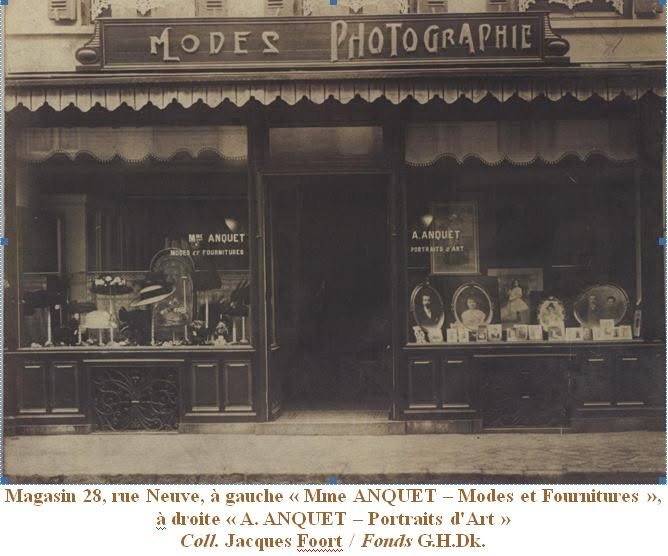 MODES PHOTOGRAPHIE
MME ANQUET
MODES ET FOURNITURES
A. ANQUET
PORTRAITS D'ART
Magasin 28, rue Neuve, à gauche « Mme ANQUET – Modes et Fournitures »,
à droite « A. ANQUET – Portraits d'Art »
Coll. Jacques Foort / Fonds G.H.Dk.